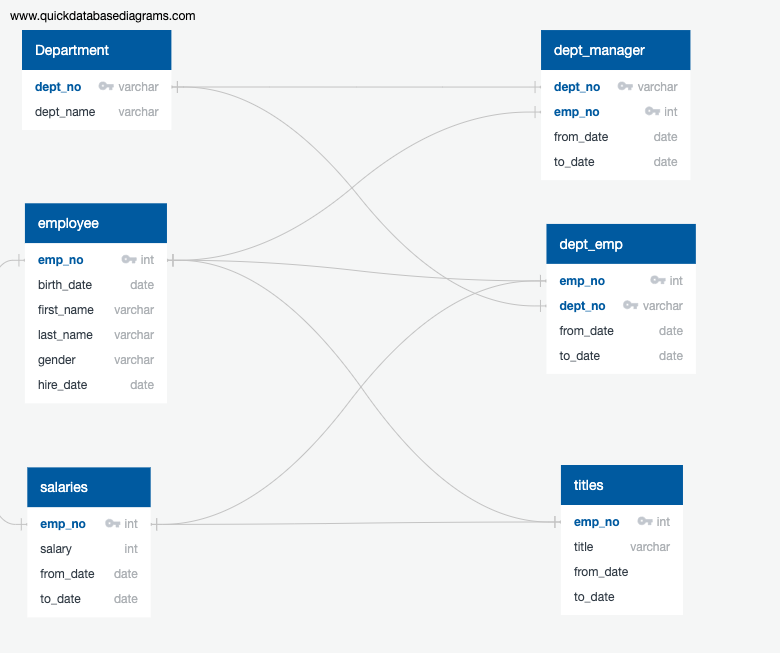 www.quickdatabasediagrams.com
Department
dept_no varchar
dept_name varchar
dept_manager
dept_no varchar
emp_no int
from_date date
to_date date
employee
emp_no int
birth_date date
first_name varchar
last_name varchar
gender varchar
hire_date date
dept_emp
emp_no int
dept_no varchar
from_date date
to_date date
salaries
emp_no int
salary int
from_date date
to_date date
titles
emp_no int
title varchar
from_date
to_date